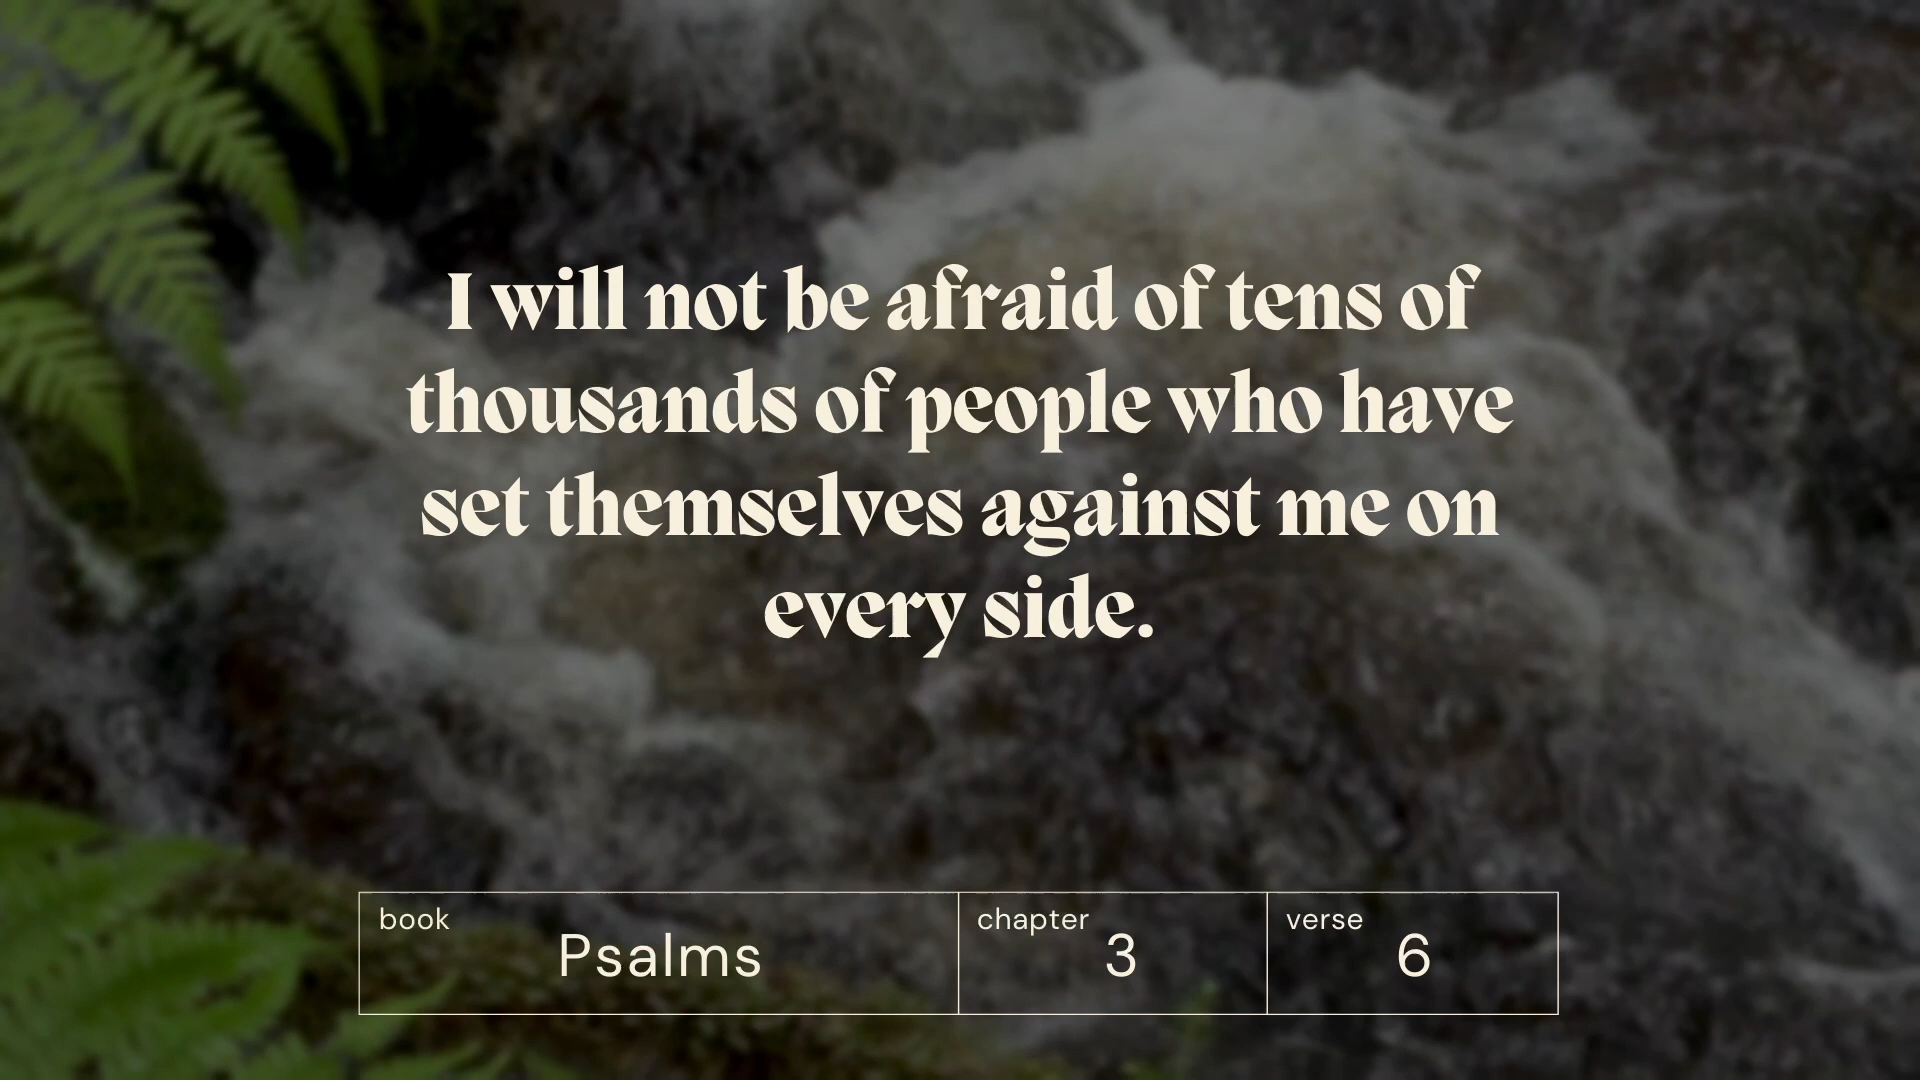 I will not be afraid of tens of
thousands of people who have
set themselves against me on
every side.
book
Psalms
chapter
3
verse
6